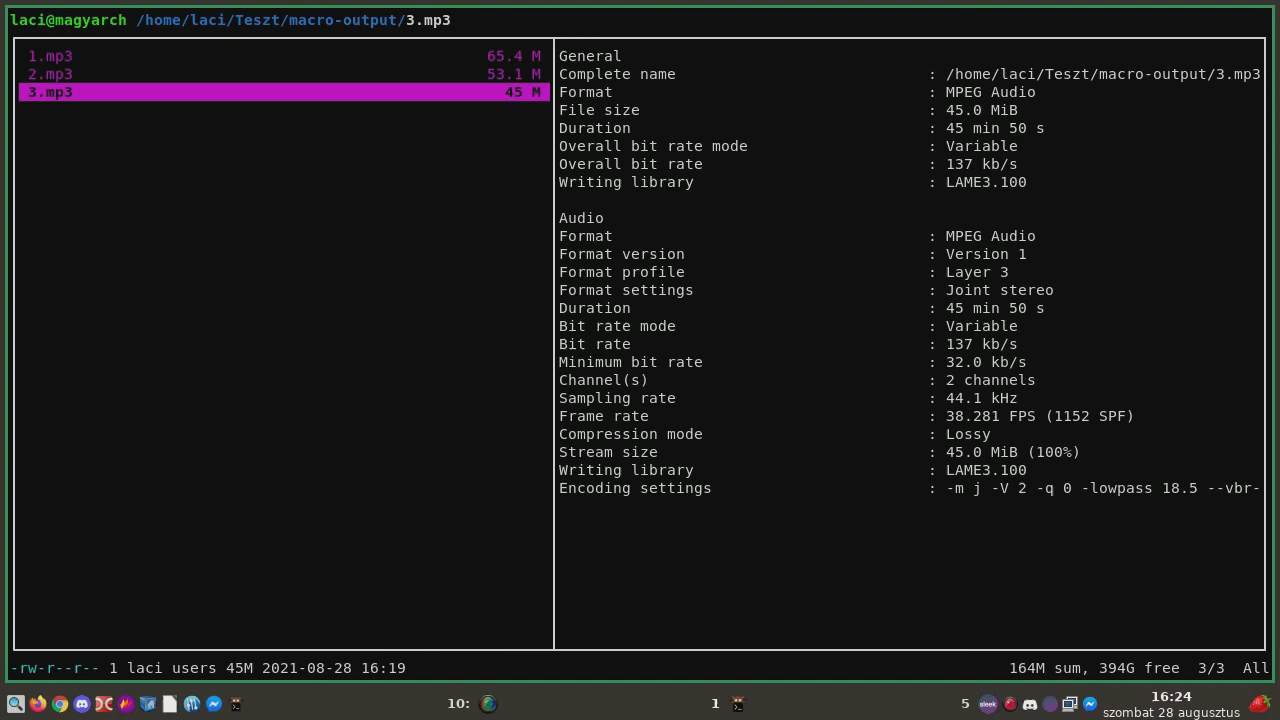 laci@magyarch /home/laci/Teszt/macro-output/3.mp3
1.mp3 65.4 M
2.mp3 53.1 M
3.mp3 45 M
General
Complete name : /home/laci/Teszt/macro-output/3.mp3
Format : MPEG Audio
File size : 45.0 MiB
Duration : 45 min 50 s
Overall bit rate mode : Variable
Overall bit rate : 137 kb/s
Writing library : LAME3.100
Audio
Format : MPEG Audio
Format version : Version 1
Format profile : Layer 3
Format settings : Joint stereo
Duration : 45 min 50 s
Bit rate mode : Variable
Bit rate : 137 kb/s
Minimum bit rate : 32.0 kb/s
Channel(s) : 2 channels
Sampling rate : 44.1 kHz
Frame rate : 38.281 FPS (1152 SPF)
Compression mode : Lossy
Stream size : 45.0 MiB (100%)
Writing library : LAME3.100
Encoding settings : -m j -V 2 -q 0 -lowpass 18.5 --vbr-
-rw-r--r-- 1 laci users 45M 2021-08-28 16:19 164M sum, 394G free 3/3 All
10: 1 5 sleek 16:24
szombat 28 augusztus